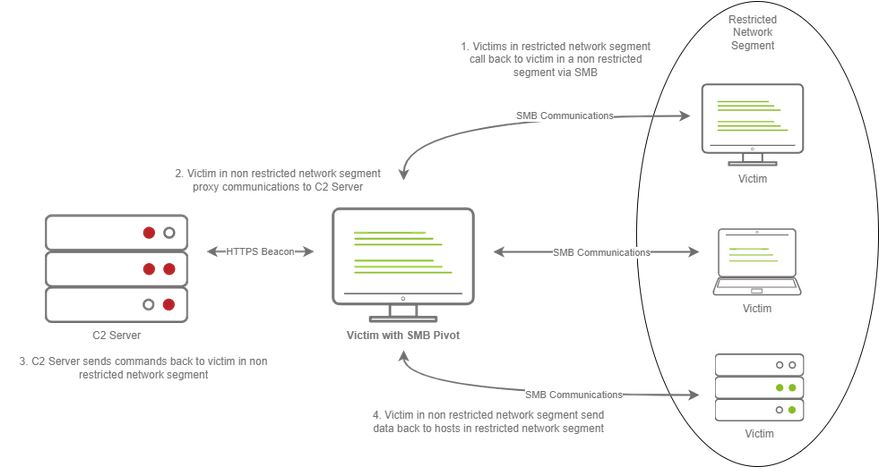 Restricted
Network
Segment
1. Victims in restricted network segment
call back to victim in a non restricted
segment via SMB
SMB Communications
Victim
2. Victim in non restricted network segment
proxy communications to C2 Server
HTTPS Beacon
SMB Communications
Victim
C2 Server
Victim with SMB Pivot
3. C2 Server sends commands back to victim in non
restricted network segment
SMB Communications
4. Victim in non restricted network segment send
data back to hosts in restricted network segment
Victim